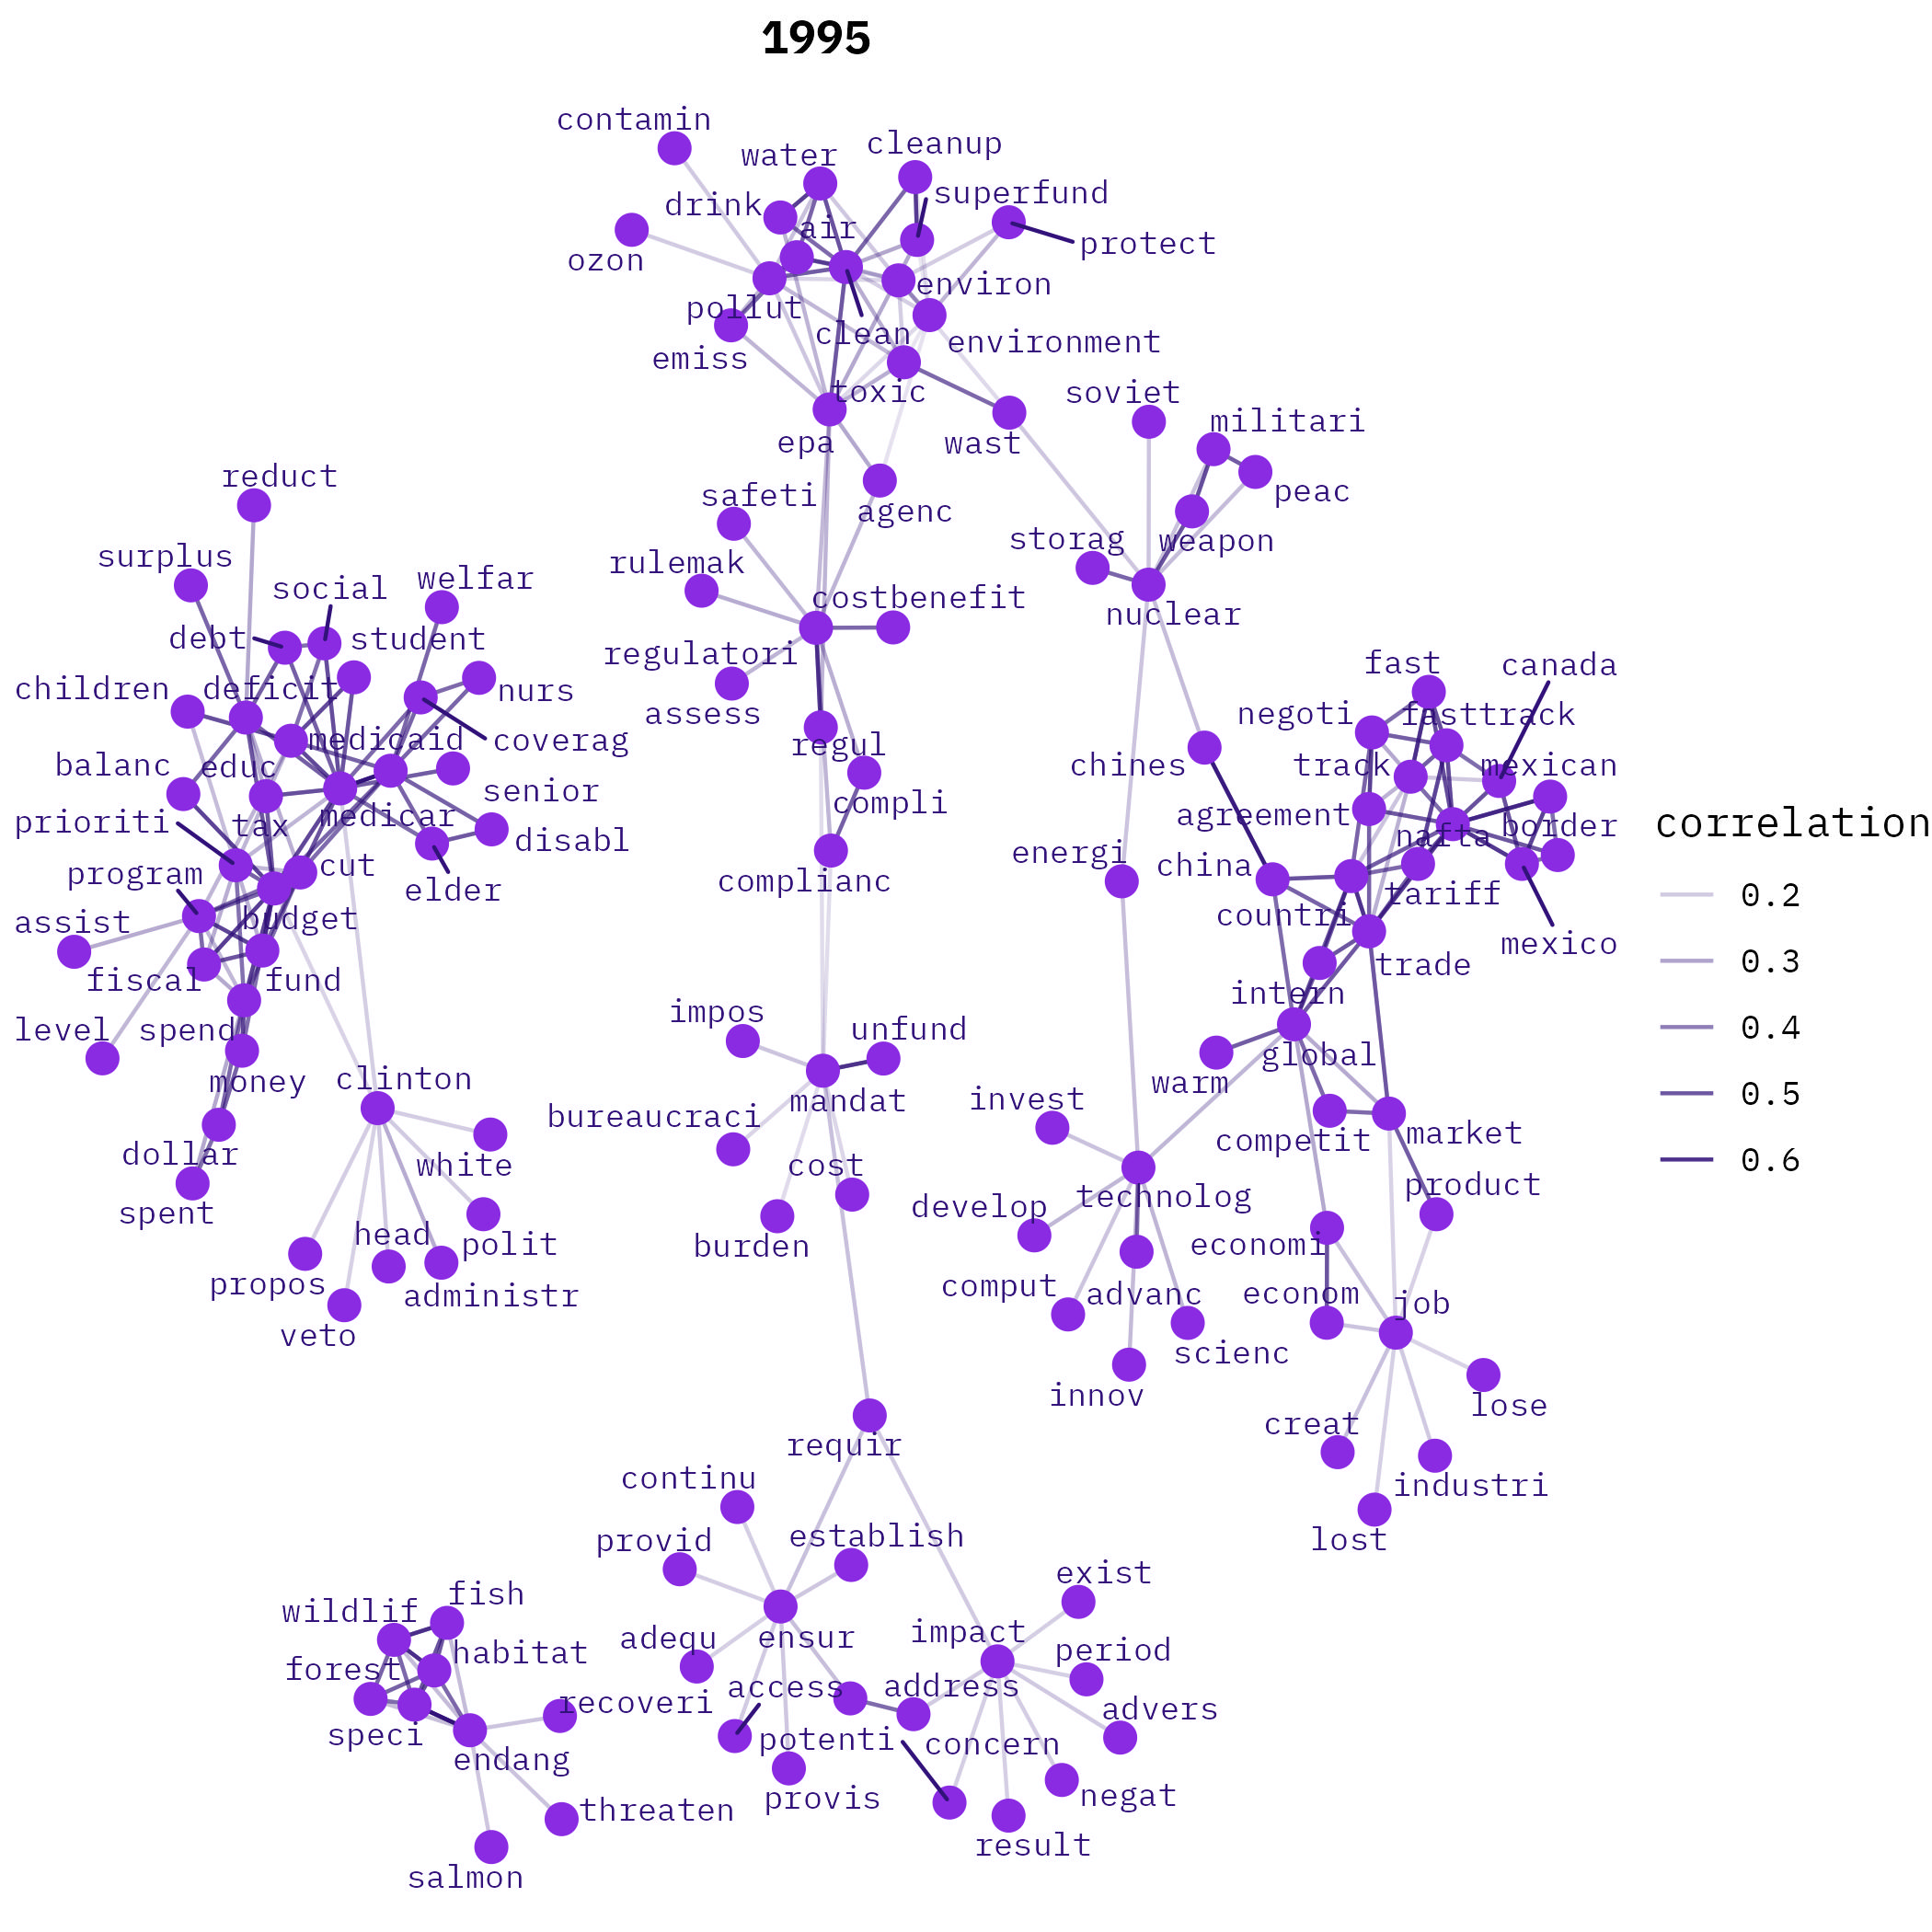 1995
contamin
water
cleanup
drink
superfund
air
protect
ozon
environ
pollut
clean
environment
emiss
toxic
soviet
militari
epa
wast
peac
reduct
safeti
agenc
storag
weapon
surplus
social
welfar
rulemak
costbenefit
nuclear
debt
student
regulatori
fast
canada
children
deficit
nurs
assess
negoti
fasttrack
medicaid
coverag
regul
balanc
educ
chines
track
mexican
senior
compli
prioriti
tax
medicar
disabl
agreement
nafta
border
correlation
program
cut
elder
complianc
energi
china
tariff
0.2
assist
budget
countri
mexico
fiscal
fund
trade
0.3
level
spend
impos
unfund
intern
0.4
money
clinton
mandat
warm
global
invest
0.5
dollar
white
bureaucraci
cost
competit
market
0.6
spent
head
polit
burden
develop
technolog
product
propos
administr
comput
advanc
economi
veto
econom
job
innov
scienc
creat
lose
requir
continu
industri
provid
establish
lost
wildlif
fish
exist
adequ
ensur
impact
forest
habitat
period
recoveri
access
address
advers
speci
endang
potenti
concern
threaten
provis
negat
salmon
result